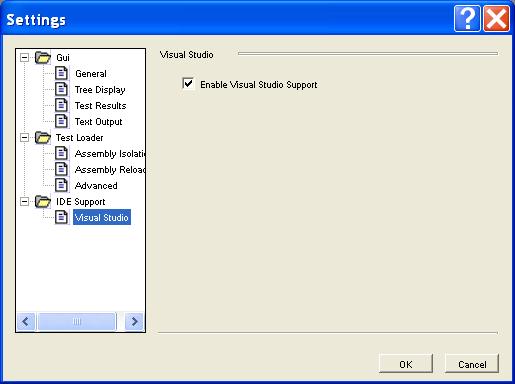 Settings
Gui
General
Tree Display
Test Results
Text Output
Test Loader
Assembly Isolati
Assembly Reloa
Advanced
IDE Support
Visual Studio
Visual Studio
Enable Visual Studio Support
OK
Cancel